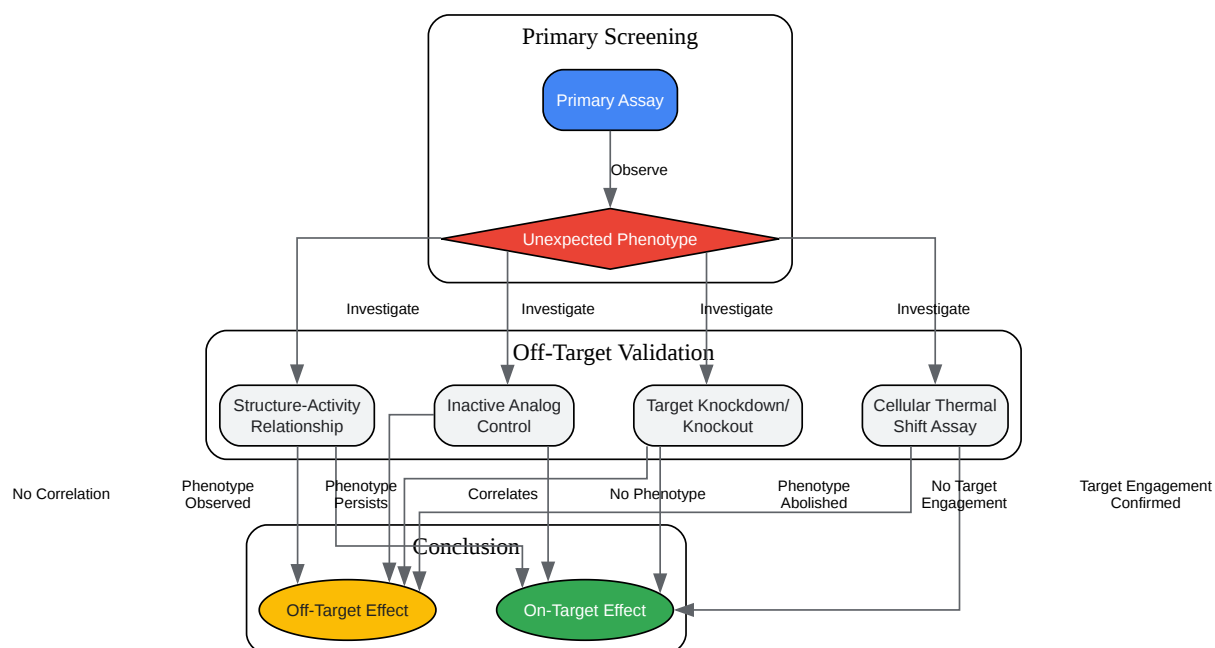 Primary Screening
Primary Assay
Observe
Unexpected Phenotype
Investigate
Investigate
Investigate
Investigate
Off-Target Validation
Structure-Activity
Relationship
Inactive Analog
Control
Target Knockdown/
Knockout
Cellular Thermal
Shift Assay
No Correlation
Phenotype
Observed
Phenotype
Persists
Correlates
No Phenotype
Phenotype
Abolished
No Target
Engagement
Target Engagement
Confirmed
Conclusion
Off-Target Effect
On-Target Effect